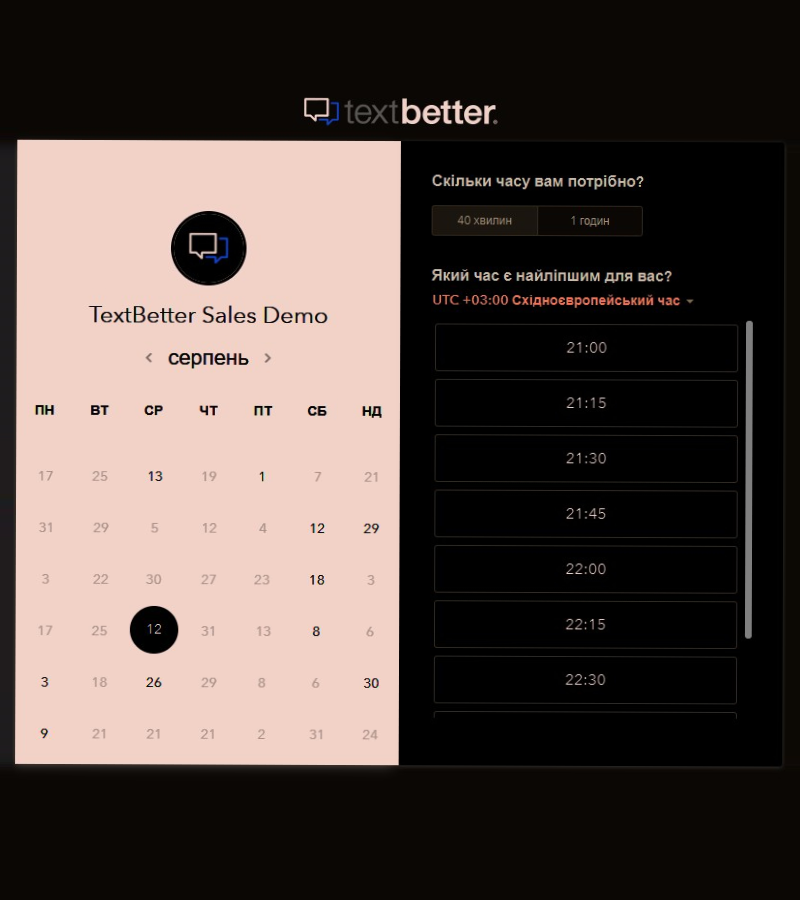 textbetter.
TextBetter Sales Demo
серпень
ПН ВТ СР ЧТ ПТ СБ НД
17 25 13 19 1 7 21
31 29 5 12 4 12 29
3 22 30 27 23 18 3
17 25 12 31 13 8 6
3 18 26 29 8 6 30
9 21 21 21 2 31 24
Скільки часу вам потрібно?
40 хвилин 1 годин
Який час є найліпшим для вас?
UTC +03:00 Східноєвропейський час
21:00
21:15
21:30
21:45
22:00
22:15
22:30